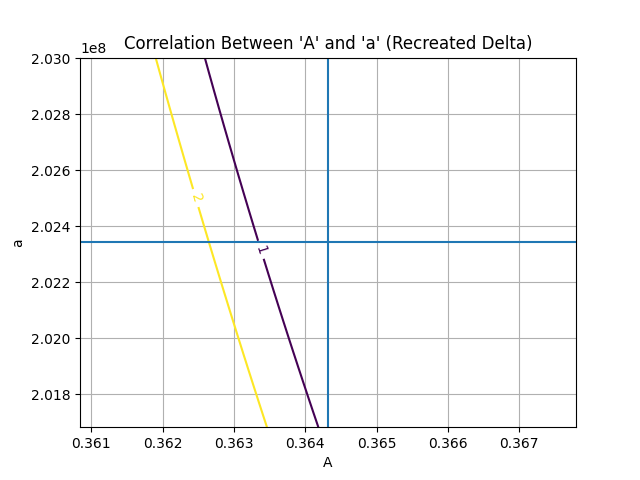 Correlation Between 'A' and 'a' (Recreated Delta)
1e8
2.030
2.028
2.026
2.024
2.022
2.020
2.018
a
2
1
0.361 0.362 0.363 0.364 0.365 0.366 0.367
A